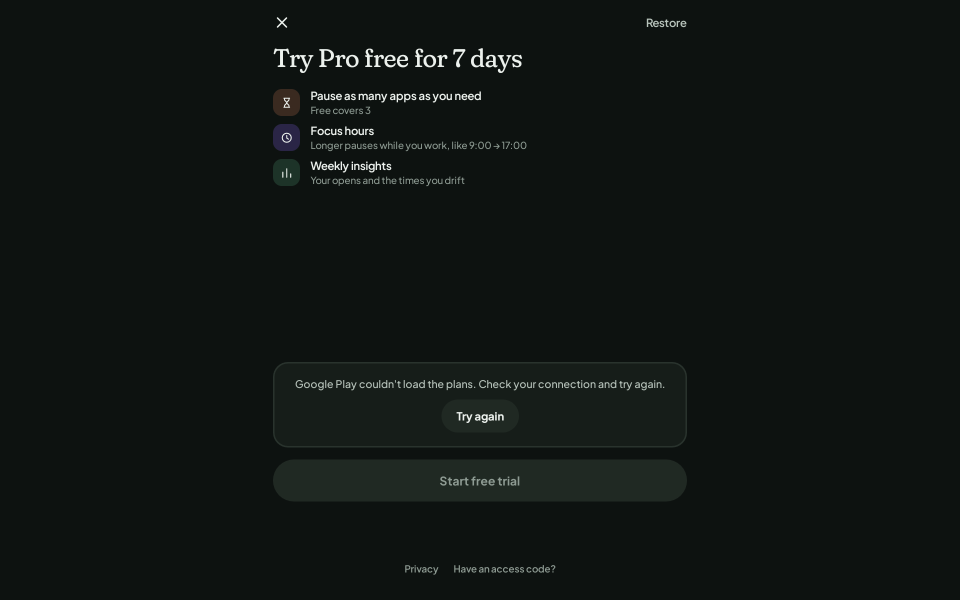 Restore
Try Pro free for 7 days
Pause as many apps as you need
Free covers 3
Focus hours
Longer pauses while you work, like 9:00 → 17:00
Weekly insights
Your opens and the times you drift
Google Play couldn't load the plans. Check your connection and try again.
Try again
Start free trial
Privacy Have an access code?